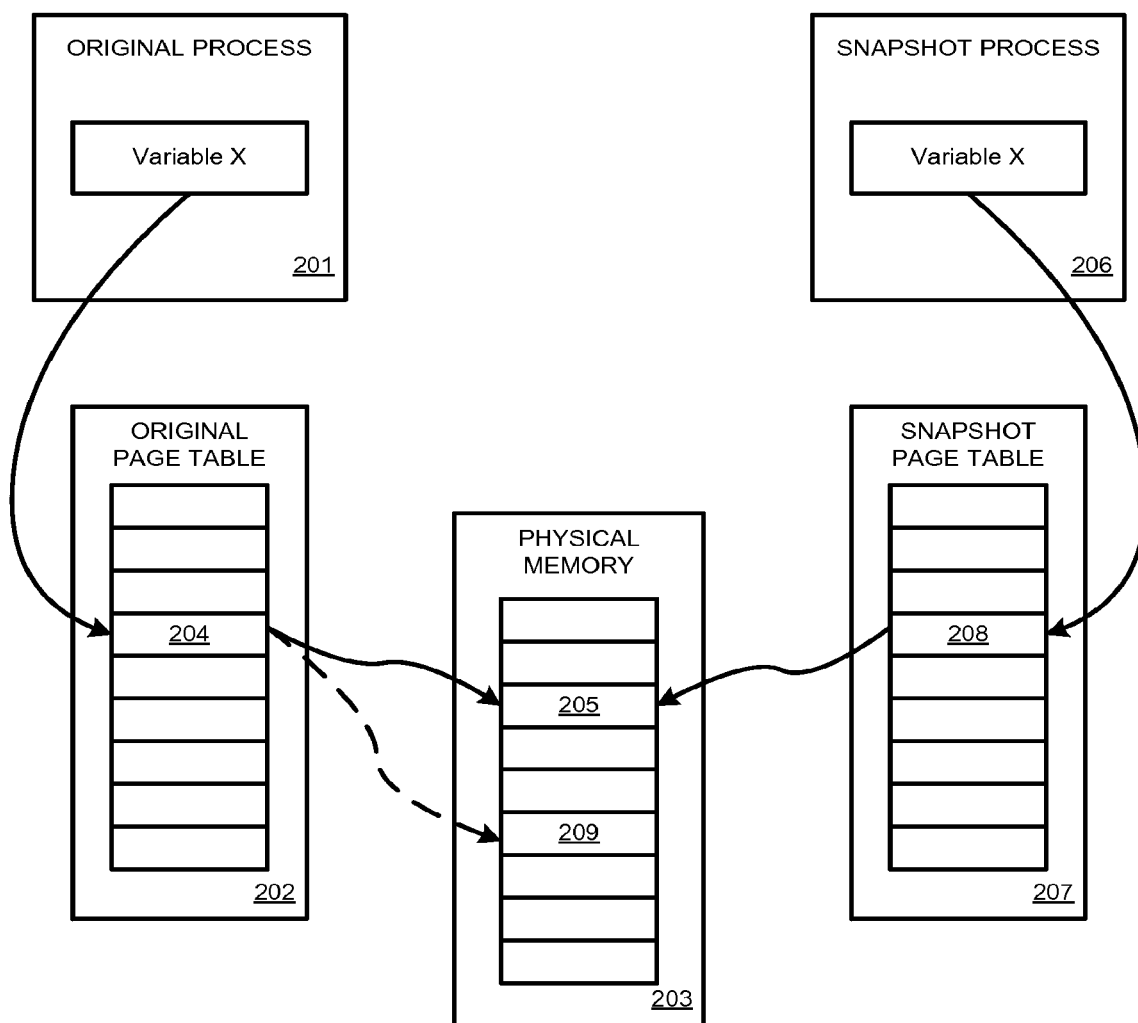 ORIGINAL PROCESS
Variable X
201
SNAPSHOT PROCESS
Variable X
206
ORIGINAL
PAGE TABLE
204
202
PHYSICAL
MEMORY
205
209
203
SNAPSHOT
PAGE TABLE
208
207